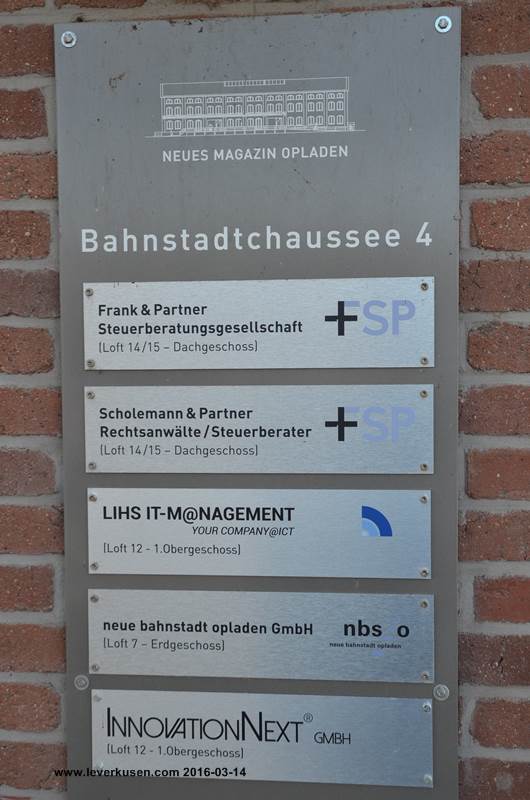 NEUES MAGAZIN OPLADEN
Bahnstadtchaussee 4
Frank & Partner
Steuerberatungsgesellschaft
(Loft 14/15 – Dachgeschoss)
+FSP
Scholemann & Partner
Rechtsanwälte/Steuerberater
(Loft 14/15 – Dachgeschoss)
+FSP
LIHS IT-M@NAGEMENT
YOUR COMPANY@ICT
(Loft 12 - 1.Obergeschoss)
neue bahnstadt opladen GmbH
(Loft 7 – Erdgeschoss)
nbs:o
neue bahnstadt opladen
INNOVATIONNEXT® GMBH
(Loft 12 - 1.Obergeschoss)
www.leverkusen.com 2016-03-14